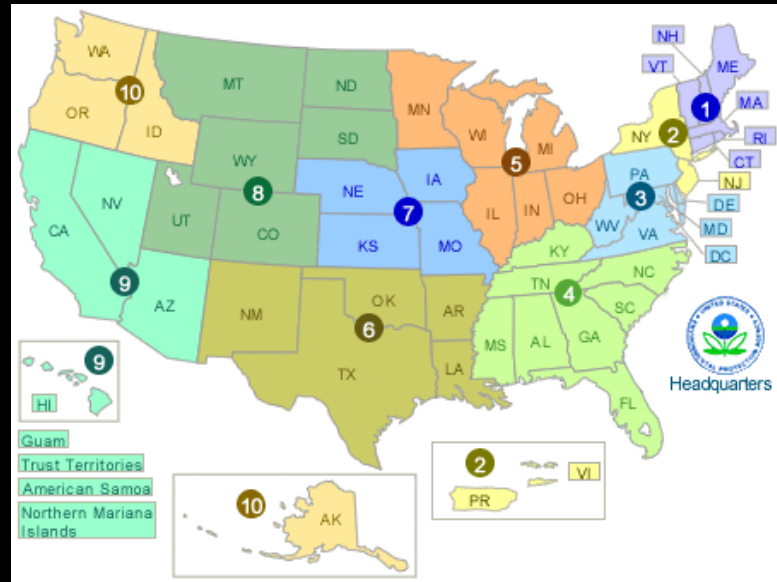 NH
WA
VT
ME
MT
ND
10
MN
OR
1
MA
ID
2
SD
WI
NY
RI
MI
WY
5
CT
8
IA
PA
NE
NJ
NV
3
DE
7
IL
IN
OH
UT
WV
MD
CO
VA
CA
KS
MO
DC
KY
9
NC
TN
4
AZ
OK
NM
AR
SC
6
MS
AL
GA
TX
LA
9
Headquarters
HI
FL
Guam
Trust Territories
American Samoa
Northern Mariana
Islands
2
VI
PR
10
AK